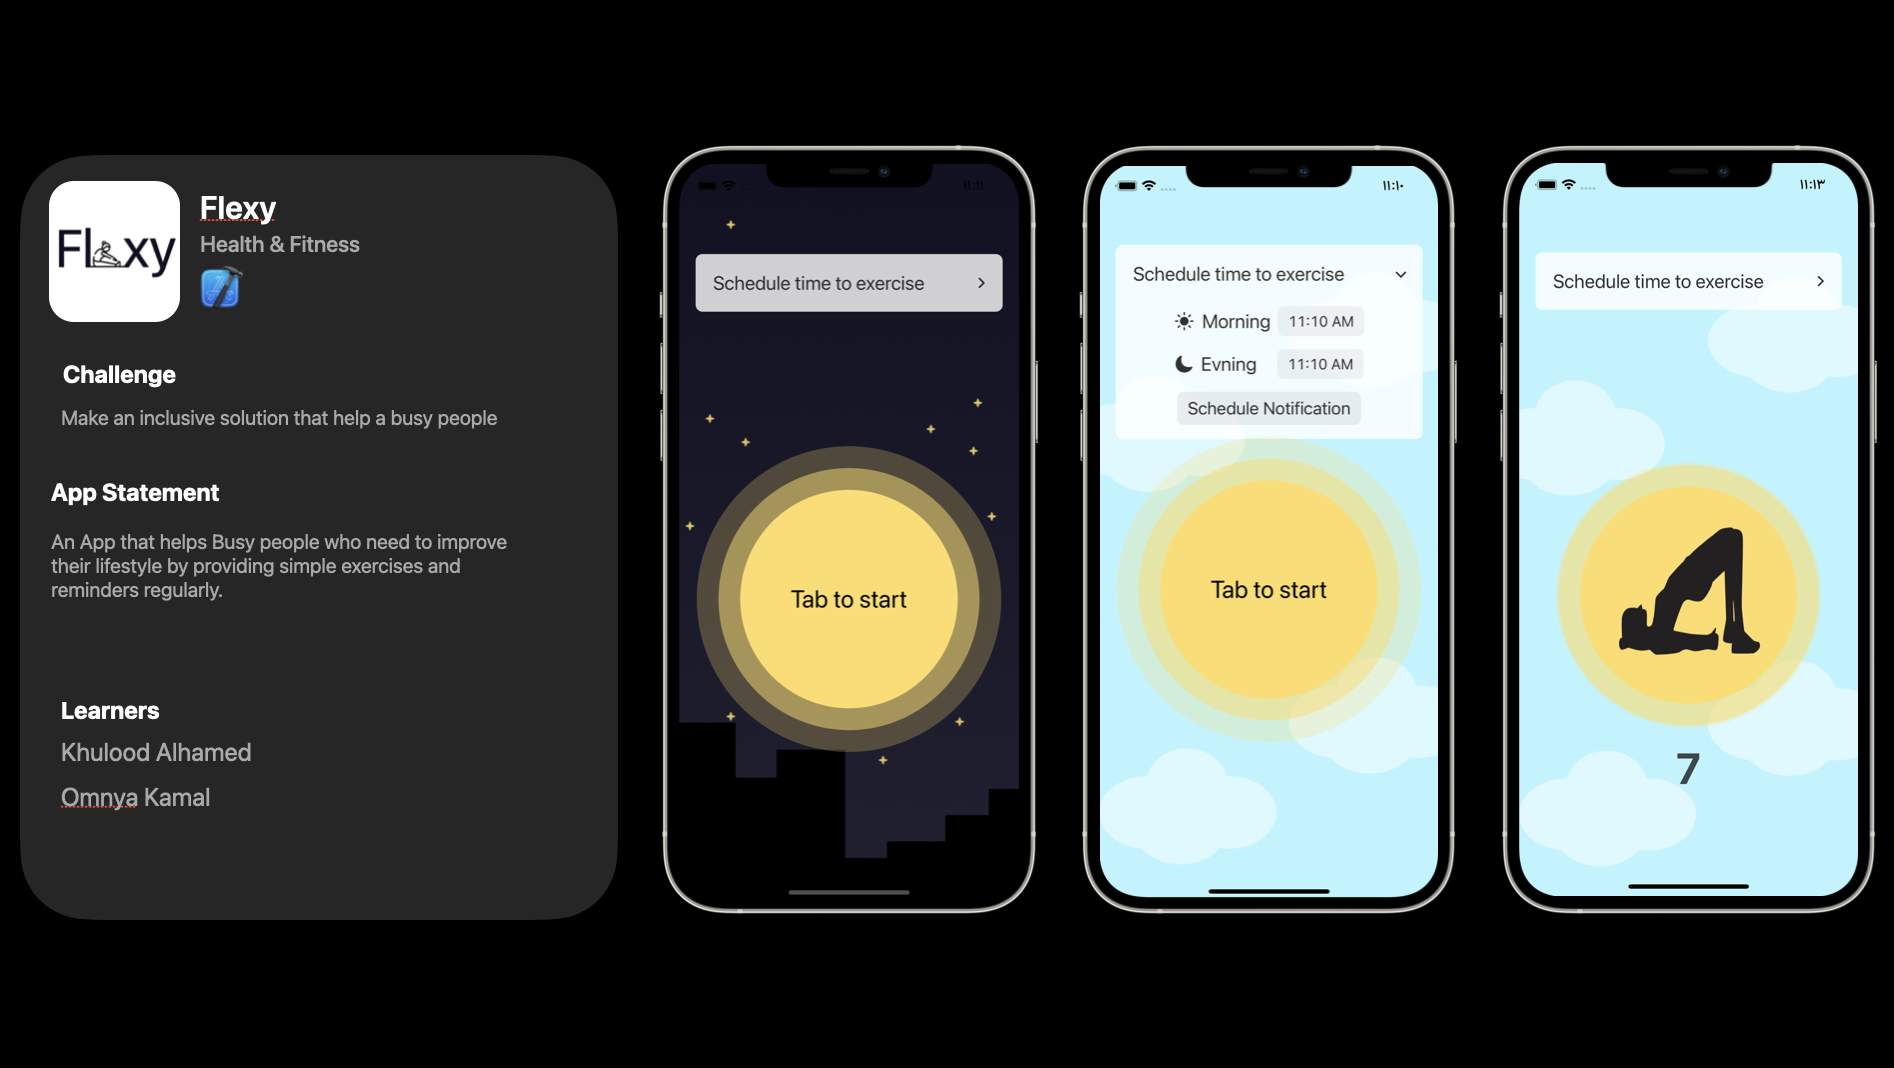 Flexy
Flexy
Health & Fitness
Challenge
Make an inclusive solution that help a busy people
App Statement
An App that helps Busy people who need to improve
their lifestyle by providing simple exercises and
reminders regularly.
Learners
Khulood Alhamed
Omnya Kamal
١١:١١
Schedule time to exercise
Tab to start
١١:١٠
Schedule time to exercise
Morning 11:10 AM
Evning 11:10 AM
Schedule Notification
Tab to start
١١:١٣
Schedule time to exercise
7